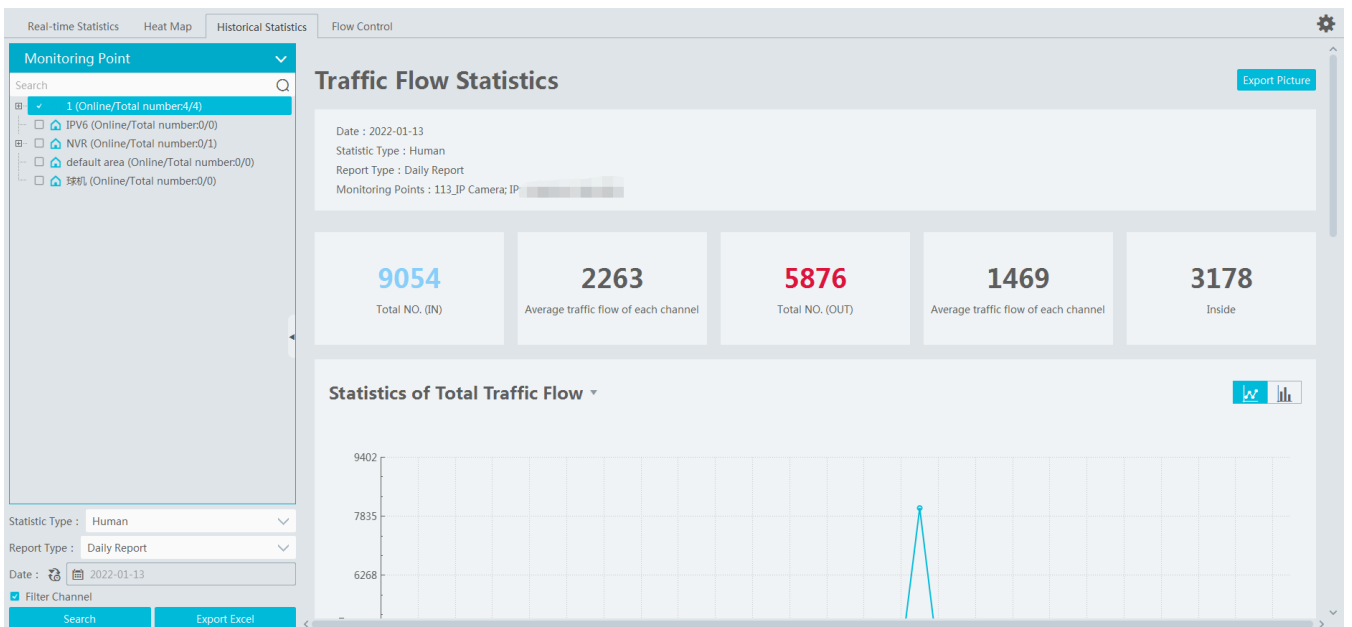 Real-time Statistics Heat Map Historical Statistics Flow Control
Monitoring Point
Search
1 (Online/Total number:4/4)
IPV6 (Online/Total number:0/0)
NVR (Online/Total number:0/1)
default area (Online/Total number:0/0)
球机 (Online/Total number:0/0)
Statistic Type : Human
Report Type : Daily Report
Date : 2022-01-13
Filter Channel
Search Export Excel
Traffic Flow Statistics
Export Picture
Date : 2022-01-13
Statistic Type : Human
Report Type : Daily Report
Monitoring Points : 113_IP Camera; IP
9054
Total NO. (IN)
2263
Average traffic flow of each channel
5876
Total NO. (OUT)
1469
Average traffic flow of each channel
3178
Inside
Statistics of Total Traffic Flow
9402
7835
6268